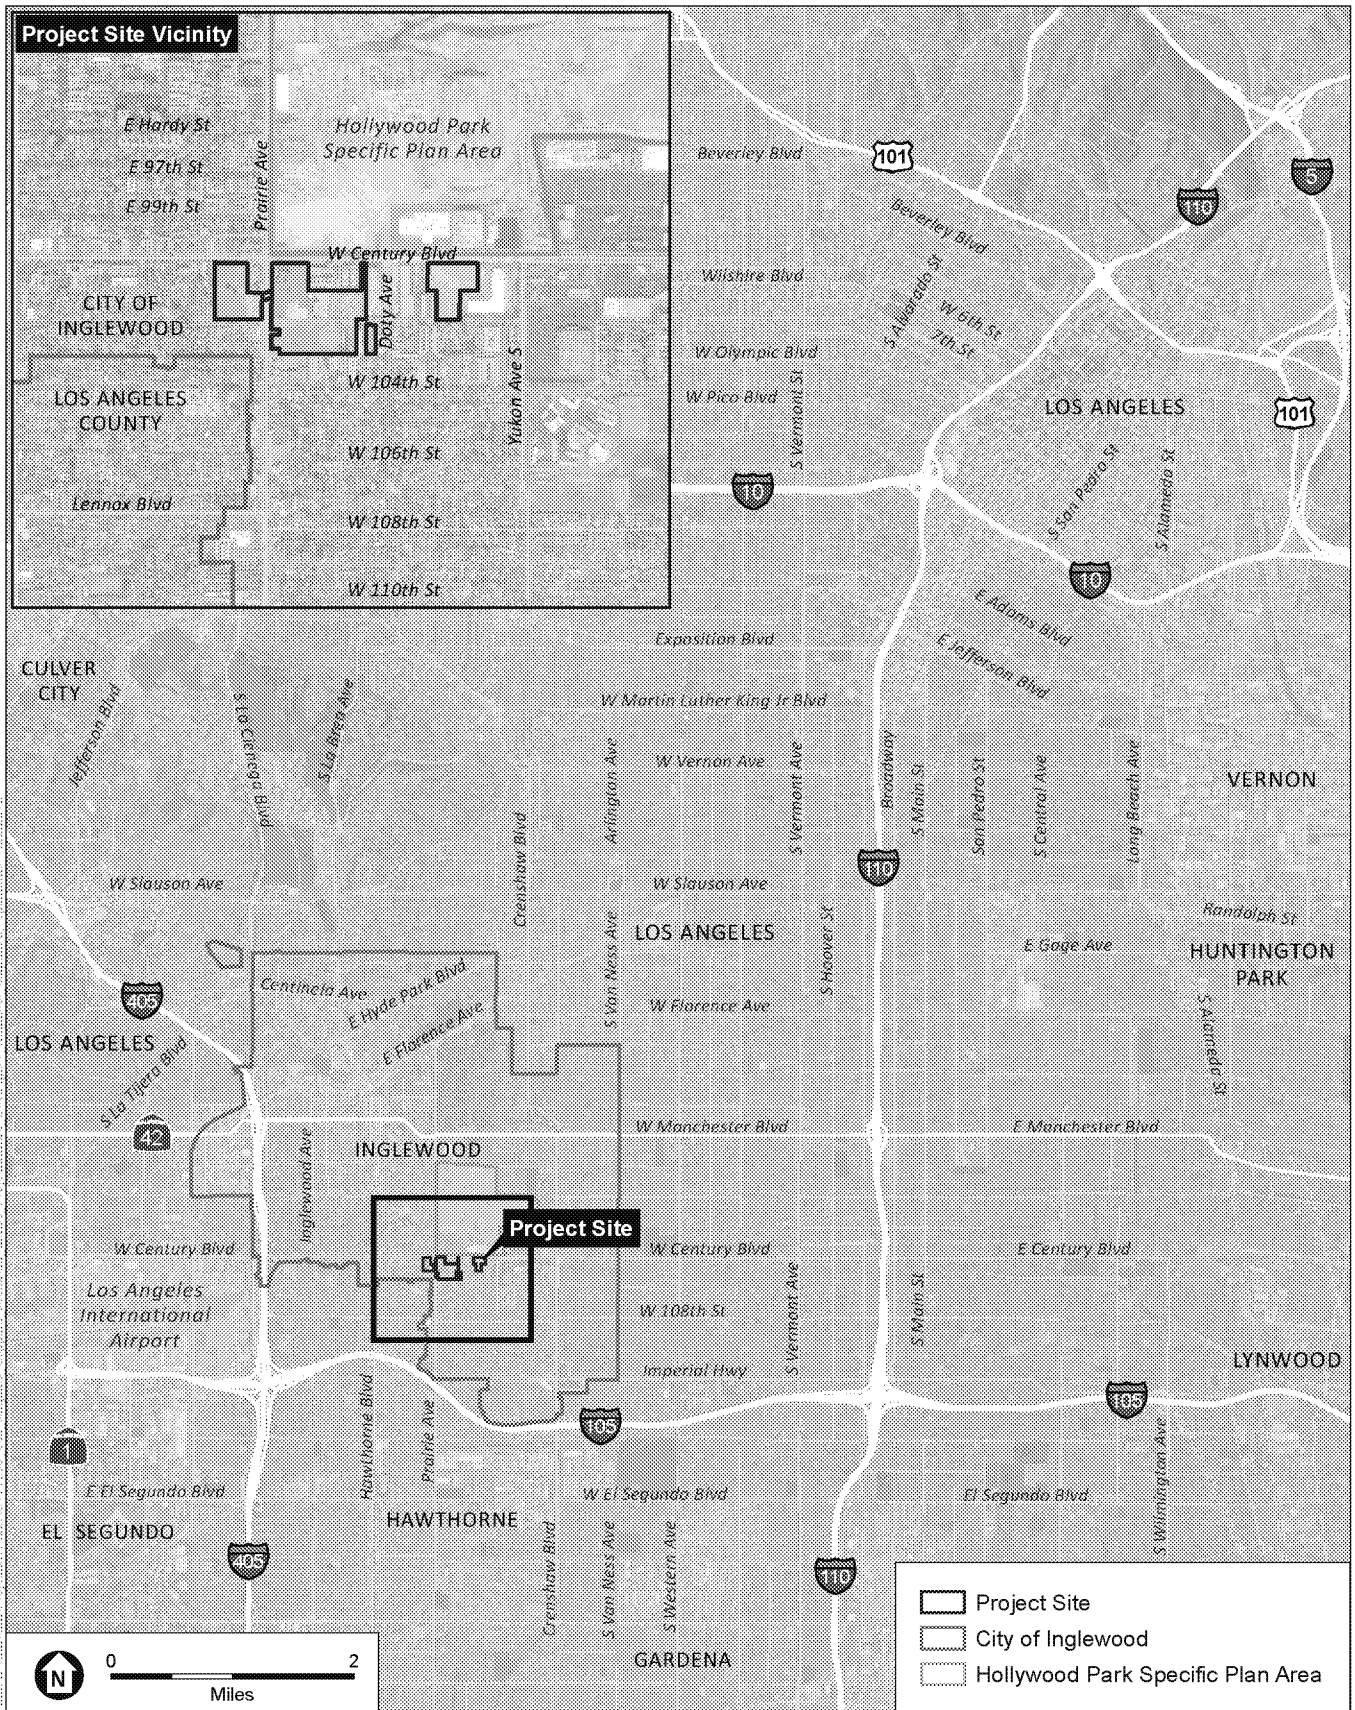 Project Site Vicinity
E Hardy St
E 97th St
E 99th St
Prairie Ave
Hollywood Park
Specific Plan Area
W Century Blvd
Doty Ave
CITY OF
INGLEWOOD
LOS ANGELES
COUNTY
W 104th St
Yukon Ave S
W 106th St
Lennox Blvd
W 108th St
W 110th St
Beverley Blvd
101
5
110
Beverley Blvd
Wilshire Blvd
S Alvarado St
W 6th St
7th St
W Olympic Blvd
W Pico Blvd
S Vermont St
LOS ANGELES
101
10
S San Pedro St
S Alameda St
10
E Adams Blvd
Exposition Blvd
E Jefferson Blvd
CULVER
CITY
Jefferson Blvd
S La Cienega Blvd
S La Brea Ave
W Martin Luther King Jr Blvd
W Vernon Ave
Arlington Ave
S Vermont Ave
Broadway
S Main St
San Pedro St
S Central Ave
Long Beach Ave
VERNON
Crenshaw Blvd
110
W Slauson Ave
W Slauson Ave
Randolph St
S Van Ness Ave
LOS ANGELES
S Hoover St
E Gage Ave
HUNTINGTON
PARK
Centinela Ave
E Hyde Park Blvd
E Florence Ave
W Florence Ave
S Alameda St
405
LOS ANGELES
S La Tijera Blvd
42
W Manchester Blvd
E Manchester Blvd
Inglewood Ave
INGLEWOOD
Project Site
W Century Blvd
W Century Blvd
E Century Blvd
Los Angeles
International
Airport
W 108th St
S Vermont Ave
S Main St
Imperial Hwy
LYNWOOD
105
105
1
Hawthorne Blvd
Prairie Ave
E El Segundo Blvd
W El Segundo Blvd
El Segundo Blvd
S Wilmington Ave
EL SEGUNDO
HAWTHORNE
405
Crenshaw Blvd
S Van Ness Ave
S Western Ave
110
GARDENA
N
0 2
Miles
Project Site
City of Inglewood
Hollywood Park Specific Plan Area